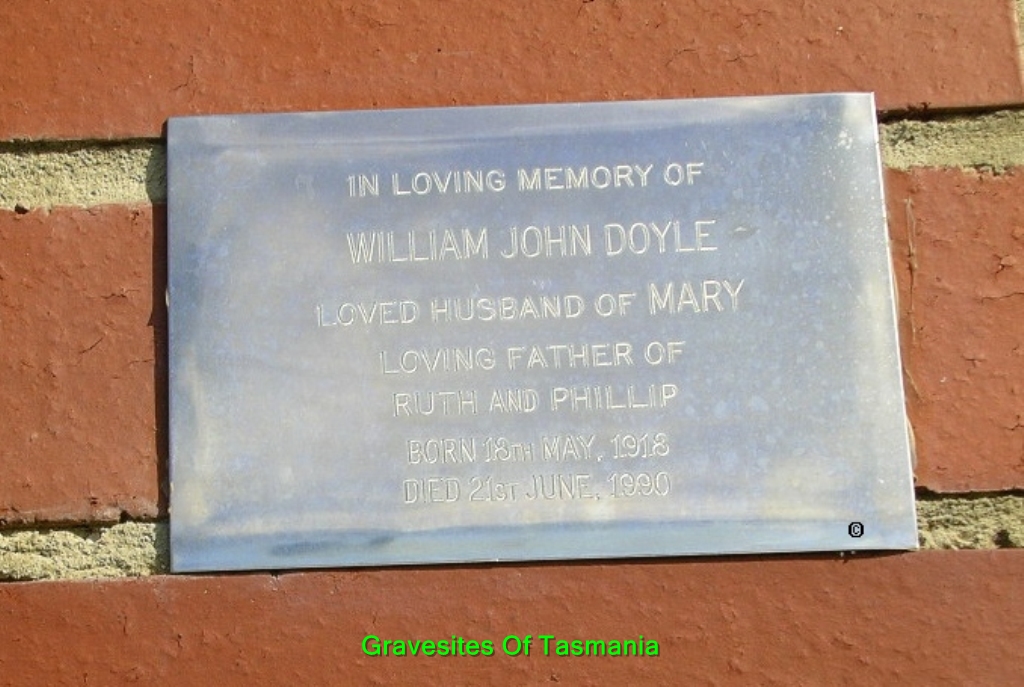 IN LOVING MEMORY OF
WILLIAM JOHN DOYLE
LOVED HUSBAND OF MARY
LOVING FATHER OF
RUTH AND PHILLIP
BORN 18TH MAY, 1918
DIED 21ST JUNE, 1990
©
Gravesites Of Tasmania